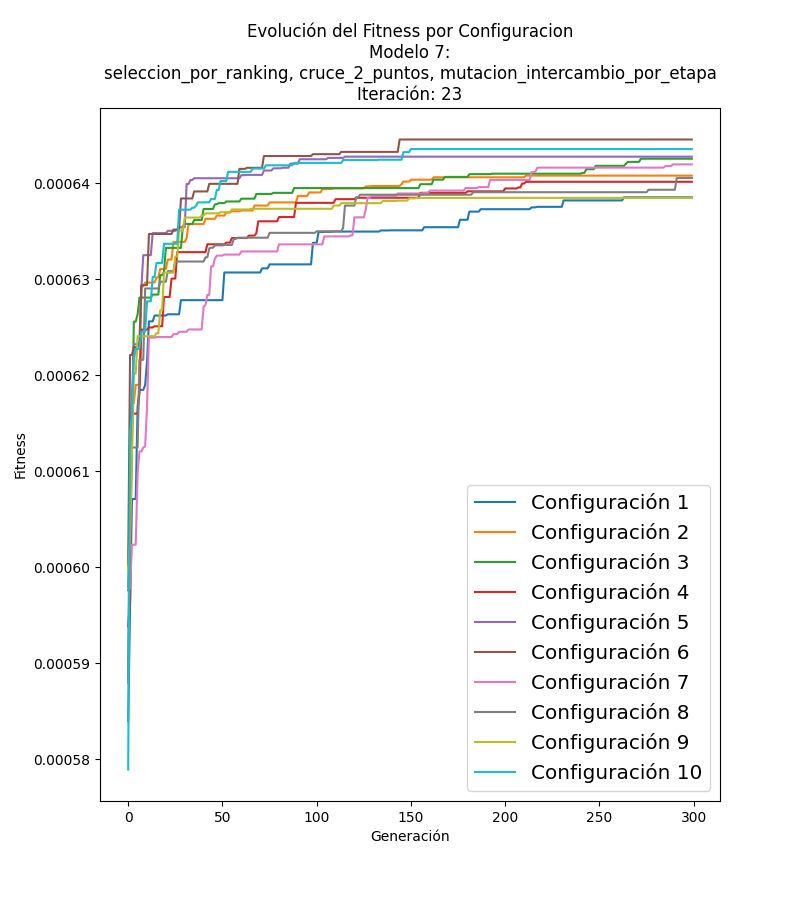 Evolución del Fitness por Configuracion
Modelo 7:
seleccion_por_ranking, cruce_2_puntos, mutacion_intercambio_por_etapa
Iteración: 23
Fitness
0.00064
0.00063
0.00062
0.00061
0.00060
0.00059
0.00058
Configuración 1
Configuración 2
Configuración 3
Configuración 4
Configuración 5
Configuración 6
Configuración 7
Configuración 8
Configuración 9
Configuración 10
0 50 100 150 200 250 300
Generación